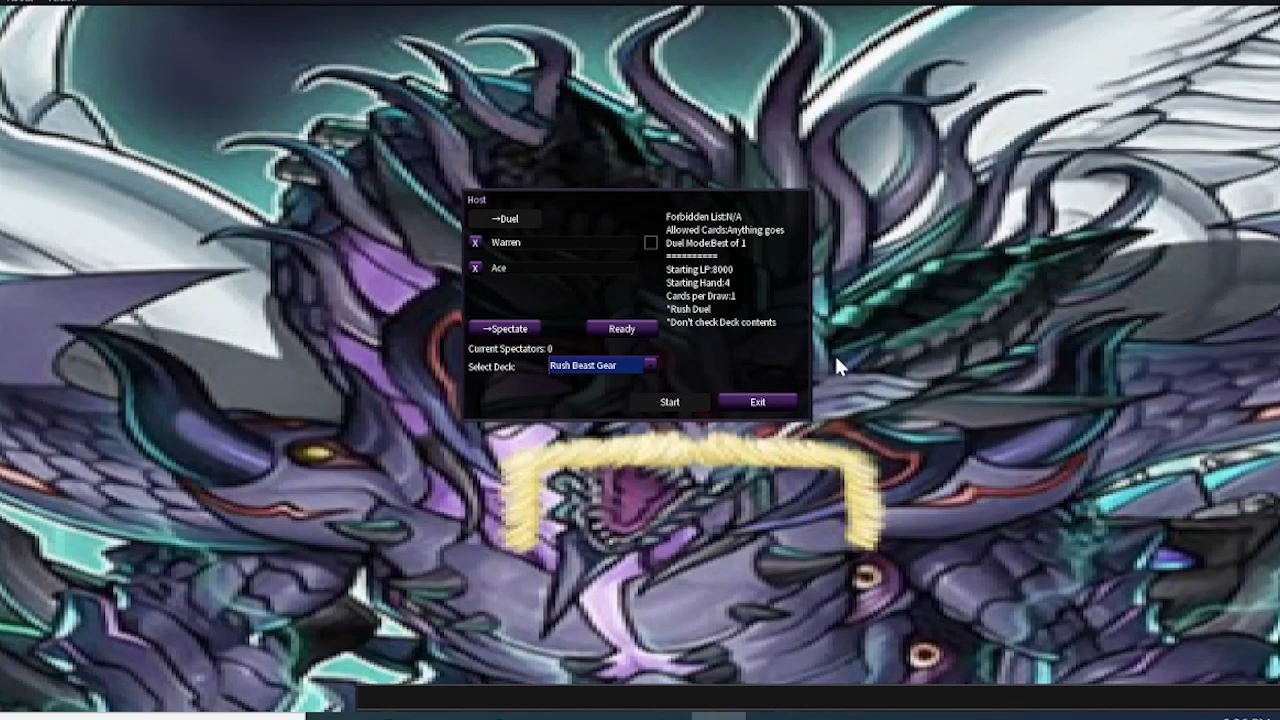 Host
→Duel
X Warren
X Ace
Forbidden List:N/A
Allowed Cards:Anything goes
Duel Mode:Best of 1
==========
Starting LP:8000
Starting Hand:4
Cards per Draw:1
*Rush Duel
*Don't check Deck contents
→Spectate
Ready
Current Spectators: 0
Select Deck:
Rush Beast Gear
Start
Exit